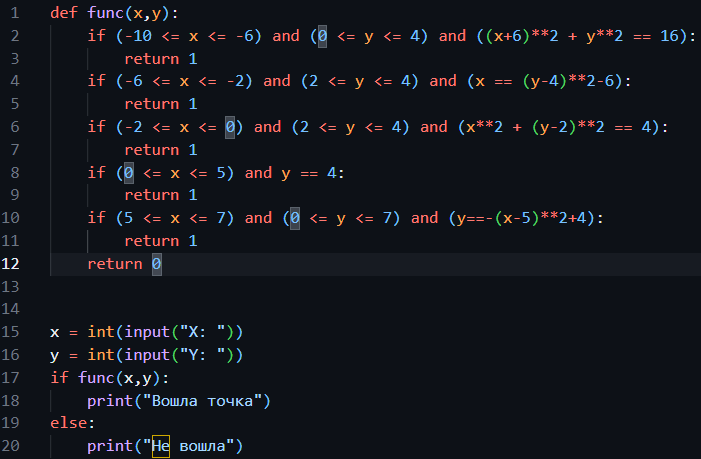 1 def func(x,y):
2 if (-10 <= x <= -6) and (0 <= y <= 4) and ((x+6)**2 + y**2 == 16):
3 return 1
4 if (-6 <= x <= -2) and (2 <= y <= 4) and (x == (y-4)**2-6):
5 return 1
6 if (-2 <= x <= 0) and (2 <= y <= 4) and (x**2 + (y-2)**2 == 4):
7 return 1
8 if (0 <= x <= 5) and y == 4:
9 return 1
10 if (5 <= x <= 7) and (0 <= y <= 7) and (y==-(x-5)**2+4):
11 return 1
12 return 0
13
14
15 x = int(input("X: "))
16 y = int(input("Y: "))
17 if func(x,y):
18 print("Вошла точка")
19 else:
20 print("Не вошла")